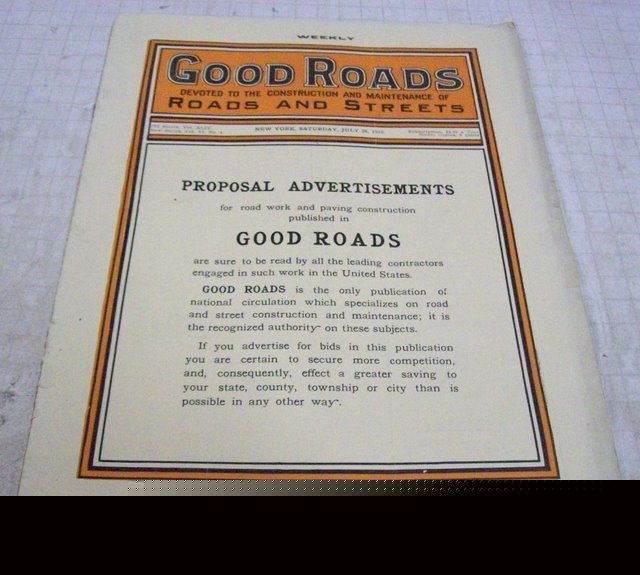 WEEKLY
GOOD ROADS
DEVOTED TO THE CONSTRUCTION AND MAINTENANCE OF
ROADS AND STREETS
NEW YORK, SATURDAY, JULY
PROPOSAL ADVERTISEMENTS
for road work and paving construction
published in
GOOD ROADS
are sure to be read by all the leading contractors
engaged in such work in the United States.
GOOD ROADS is the only publication of
national circulation which specializes on road
and street construction and maintenance; it is
the recognized authority on these subjects.
If you advertise for bids in this publication
you are certain to secure more competition,
and, consequently, effect a greater saving to
your state, county, township or city than is
possible in any other way.